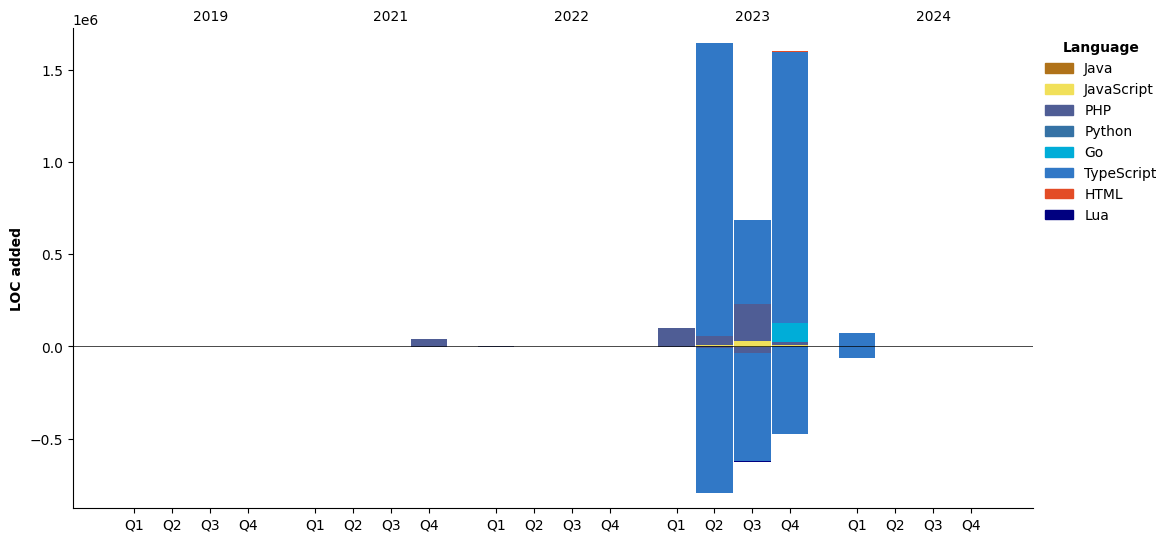 1e6
2019 2021 2022 2023 2024
Language
Java
JavaScript
PHP
Python
Go
TypeScript
HTML
Lua
LOC added
1.5
1.0
0.5
0.0
−0.5
Q1 Q2 Q3 Q4 Q1 Q2 Q3 Q4 Q1 Q2 Q3 Q4 Q1 Q2 Q3 Q4 Q1 Q2 Q3 Q4